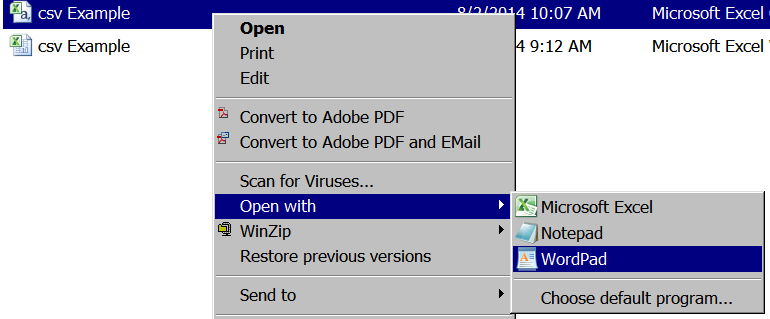 csv Example 8/2/2014 10:07 AM Microsoft Excel
csv Example 4 9:12 AM Microsoft Excel
Open
Print
Edit
Convert to Adobe PDF
Convert to Adobe PDF and EMail
Scan for Viruses...
Open with
Microsoft Excel
WinZip
Notepad
Restore previous versions
WordPad
Send to
Choose default program...